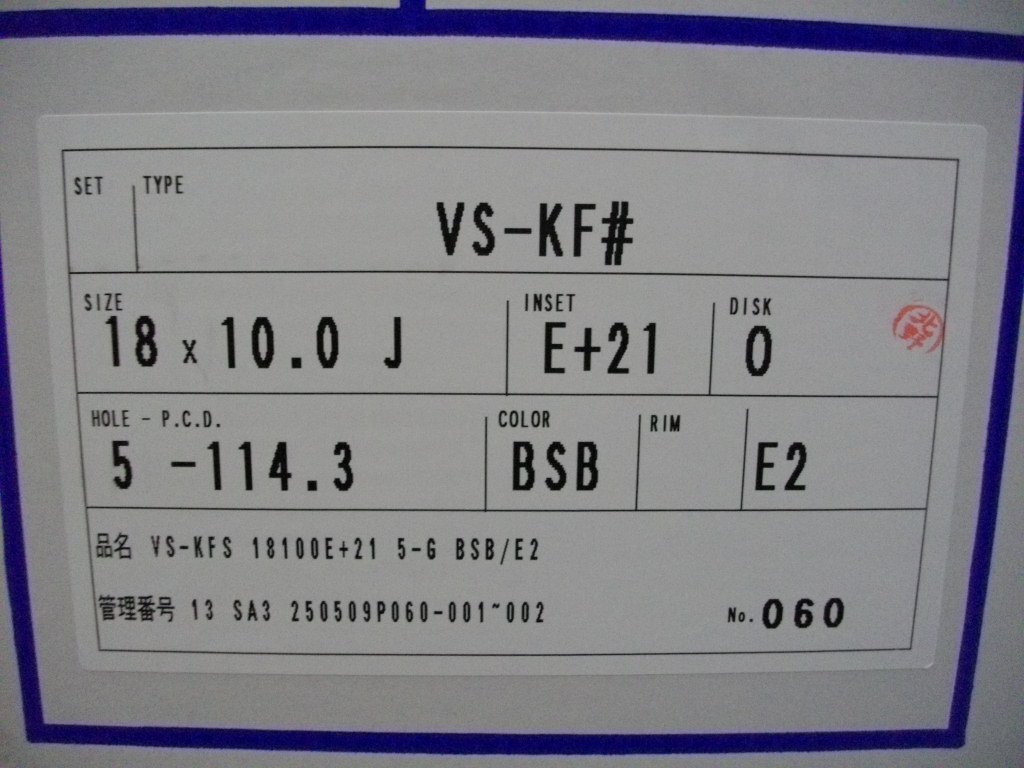 SET TYPE
VS-KF#
SIZE INSET DISK
18 x 10.0 J E+21 0
北野
HOLE - P.C.D. COLOR RIM
5 -114.3 BSB E2
品名 VS-KFS 18100E+21 5-G BSB/E2
管理番号 13 SA3 250509P060-001~002
No. 060